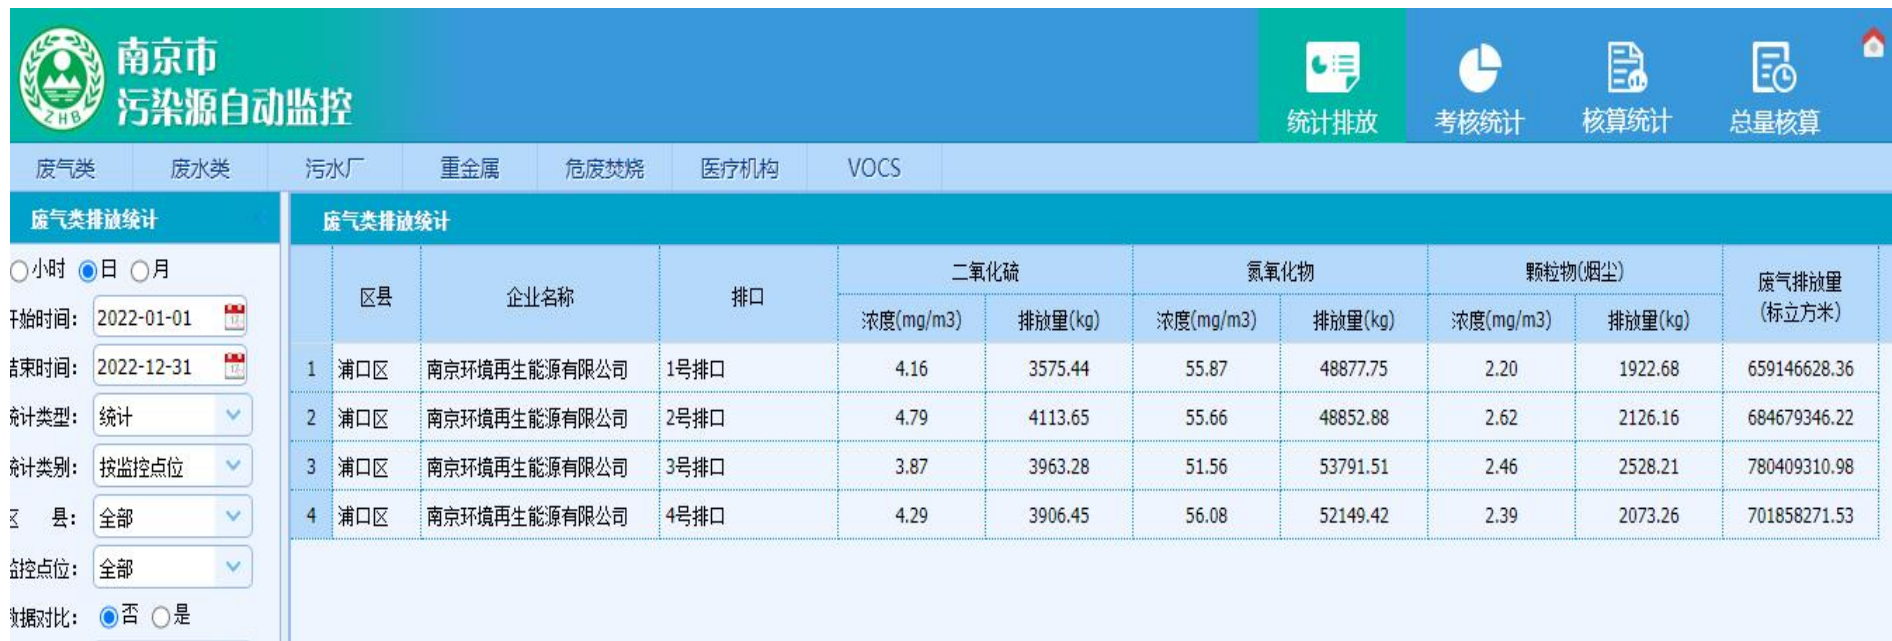 南京市
污染源自动监控
ZHB
统计排放 考核统计 核算统计 总量核算
废气类 废水类 污水厂 重金属 危废焚烧 医疗机构 VOCS
废气类排放统计
小时 日 月
开始时间: 2022-01-01
结束时间: 2022-12-31
统计类型: 统计
统计类别: 按监控点位
区 县: 全部
监控点位: 全部
数据对比: 否 是
废气类排放统计
区县 企业名称 排口 二氧化硫 氮氧化物 颗粒物(烟尘) 废气排放量
(标立方米)
浓度(mg/m3) 排放量(kg) 浓度(mg/m3) 排放量(kg) 浓度(mg/m3) 排放量(kg)
1 浦口区 南京环境再生能源有限公司 1号排口 4.16 3575.44 55.87 48877.75 2.20 1922.68 659146628.36
2 浦口区 南京环境再生能源有限公司 2号排口 4.79 4113.65 55.66 48852.88 2.62 2126.16 684679346.22
3 浦口区 南京环境再生能源有限公司 3号排口 3.87 3963.28 51.56 53791.51 2.46 2528.21 780409310.98
4 浦口区 南京环境再生能源有限公司 4号排口 4.29 3906.45 56.08 52149.42 2.39 2073.26 701858271.53